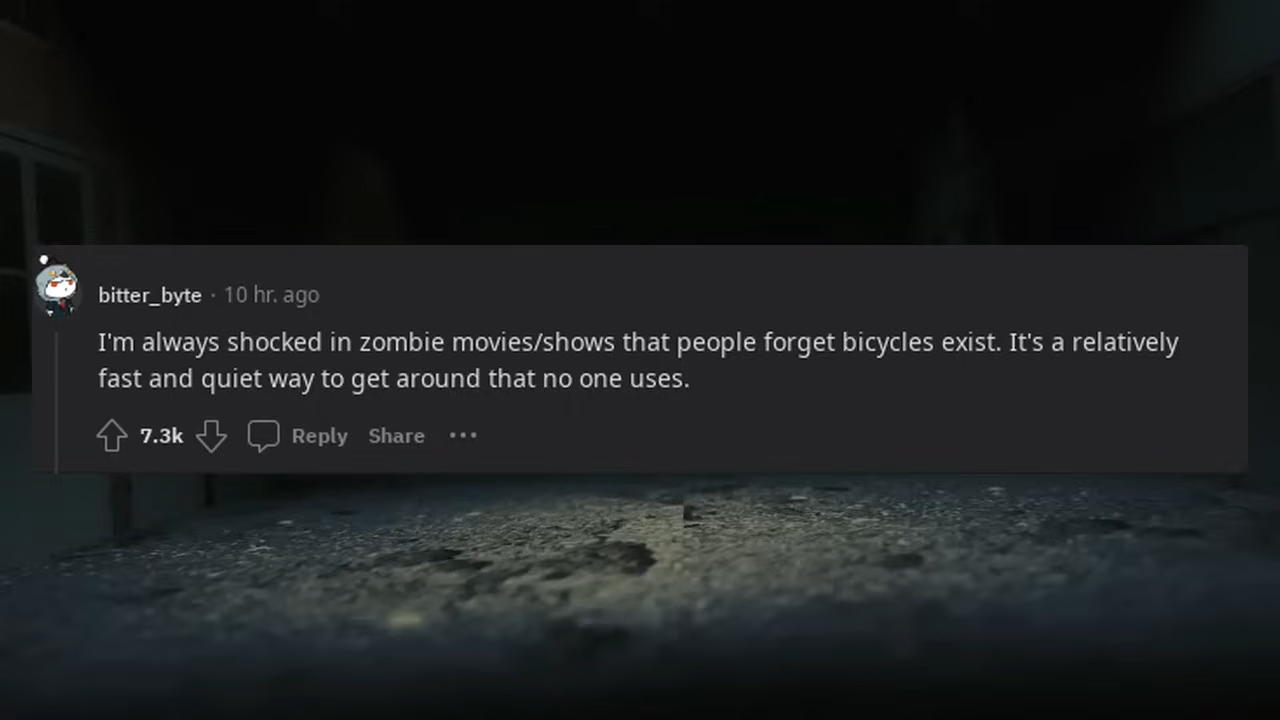 bitter_byte · 10 hr. ago
I'm always shocked in zombie movies/shows that people forget bicycles exist. It's a relatively
fast and quiet way to get around that no one uses.
7.3k Reply Share ···